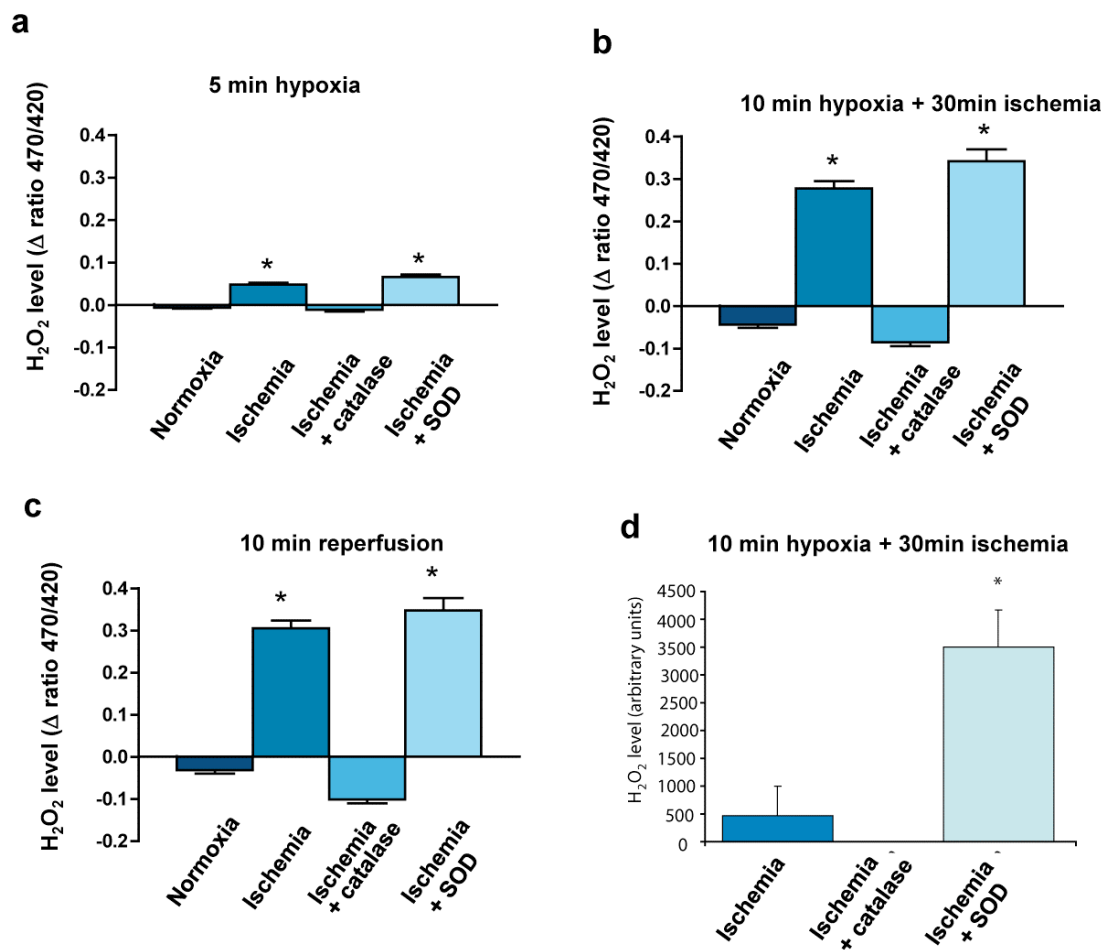 a
5 min hypoxia
H₂O₂ level (Δ ratio 470/420)
0.4
0.3
0.2
0.1
0.0
-0.1
-0.2
*
*
Normoxia
Ischemia
Ischemia
+ catalase
Ischemia
+ SOD
b
10 min hypoxia + 30min ischemia
H₂O₂ level (Δ ratio 470/420)
0.4
0.3
0.2
0.1
0.0
-0.1
-0.2
*
*
Normoxia
Ischemia
Ischemia
+ catalase
Ischemia
+ SOD
c
10 min reperfusion
H₂O₂ level (Δ ratio 470/420)
0.4
0.3
0.2
0.1
0.0
-0.1
-0.2
*
*
Normoxia
Ischemia
Ischemia
+ catalase
Ischemia
+ SOD
d
10 min hypoxia + 30min ischemia
H₂O₂ level (arbitrary units)
4500
4000
3500
3000
2500
2000
1500
1000
500
0
*
Ischemia
Ischemia
+ catalase
Ischemia
+ SOD